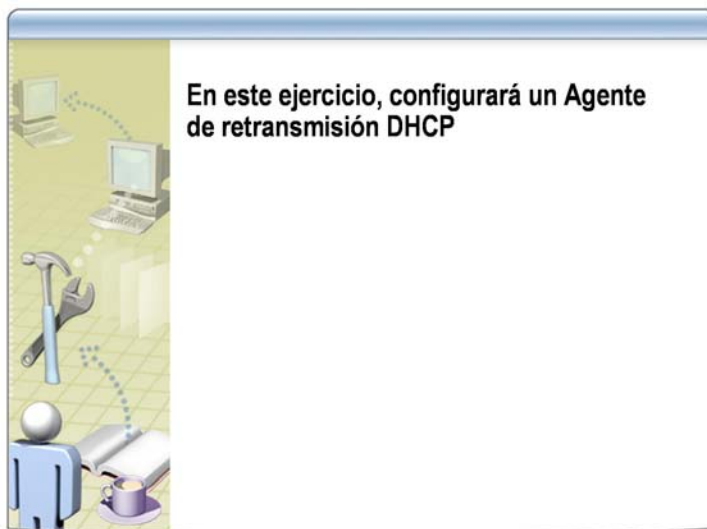 En este ejercicio, configurará un Agente
de retransmisión DHCP